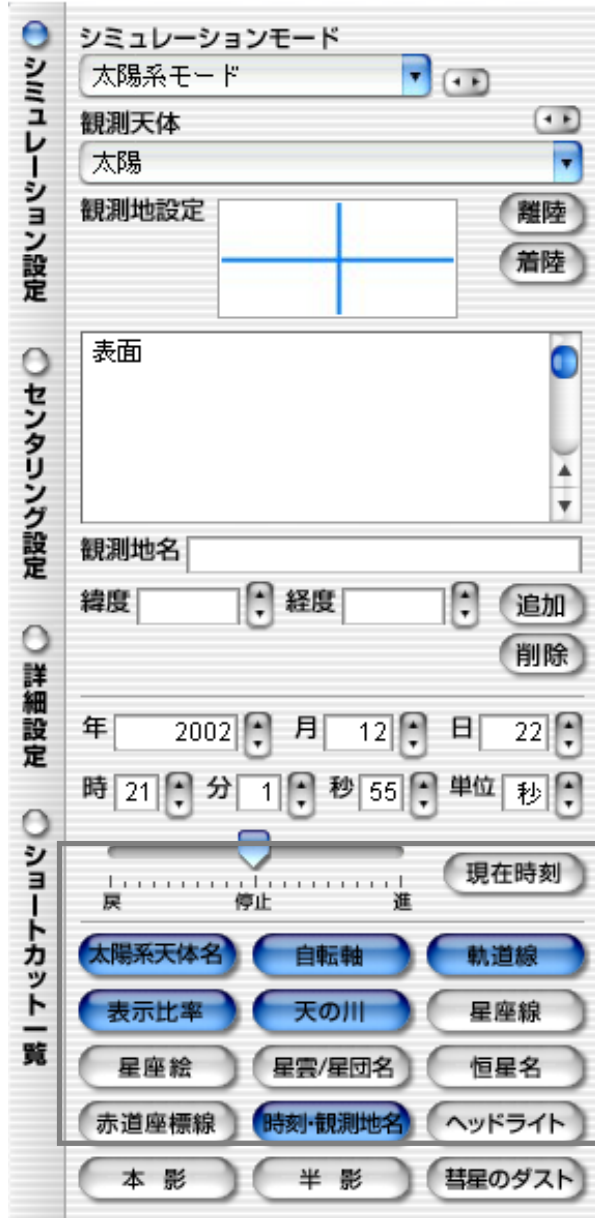 シミュレーション設定
センタリング設定
詳細設定
ショートカット一覧
シミュレーションモード
太陽系モード
観測天体
太陽
観測地設定
離陸
着陸
表面
観測地名
緯度 経度 追加
削除
年 2002 月 12 日 22
時 21 分 1 秒 55 単位 秒
現在時刻
戻 停止 進
太陽系天体名 自転軸 軌道線
表示比率 天の川 星座線
星座絵 星雲/星団名 恒星名
赤道座標線 時刻・観測地名 ヘッドライト
本影 半影 彗星のダスト